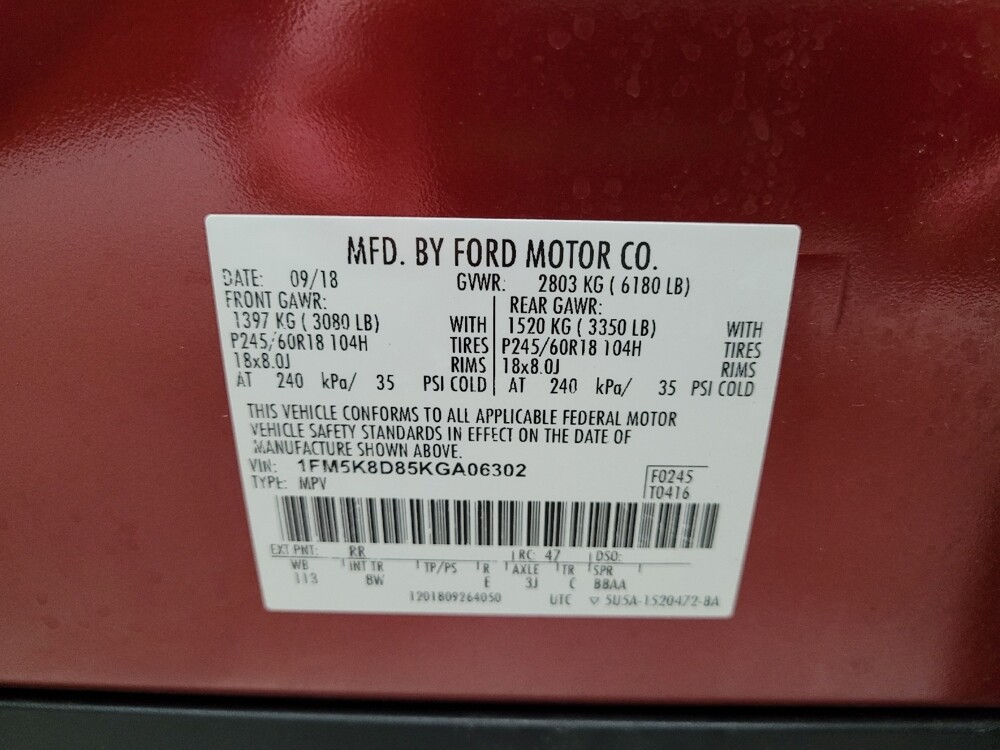 MFD. BY FORD MOTOR CO.
DATE: 09/18 GVWR: 2803 KG ( 6180 LB)
FRONT GAWR: REAR GAWR:
1397 KG ( 3080 LB) WITH 1520 KG ( 3350 LB) WITH
P245/60R18 104H TIRES P245/60R18 104H TIRES
18x8.0J RIMS 18x8.0J RIMS
AT 240 kPa/ 35 PSI COLD AT 240 kPa/ 35 PSI COLD
THIS VEHICLE CONFORMS TO ALL APPLICABLE FEDERAL MOTOR
VEHICLE SAFETY STANDARDS IN EFFECT ON THE DATE OF
MANUFACTURE SHOWN ABOVE.
VIN: 1FM5K8D85KGA06302 F0245
TYPE: MPV T0416
EXT PNT: RR RC: 47 DSO:
WB INT TR TP/PS R AXLE TR SPR
113 8W E 3J C BBAA
1201809264050 UTC ▽ 5U5A-1520472-BA